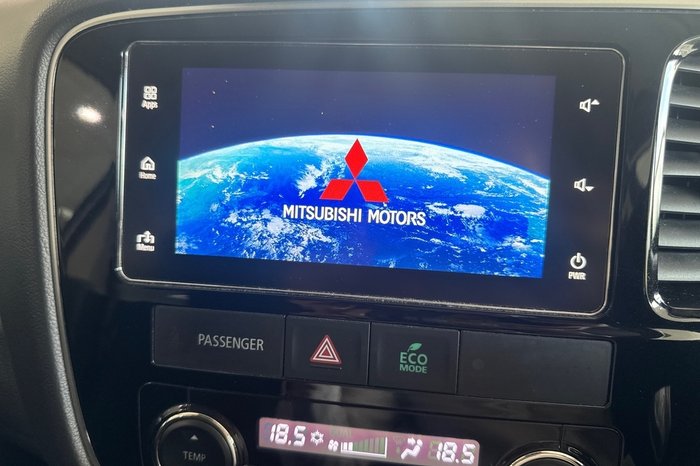 Apps
Home
Menu
MITSUBISHI MOTORS
PWR
PASSENGER
ECO
MODE
18.5
18.5
TEMP